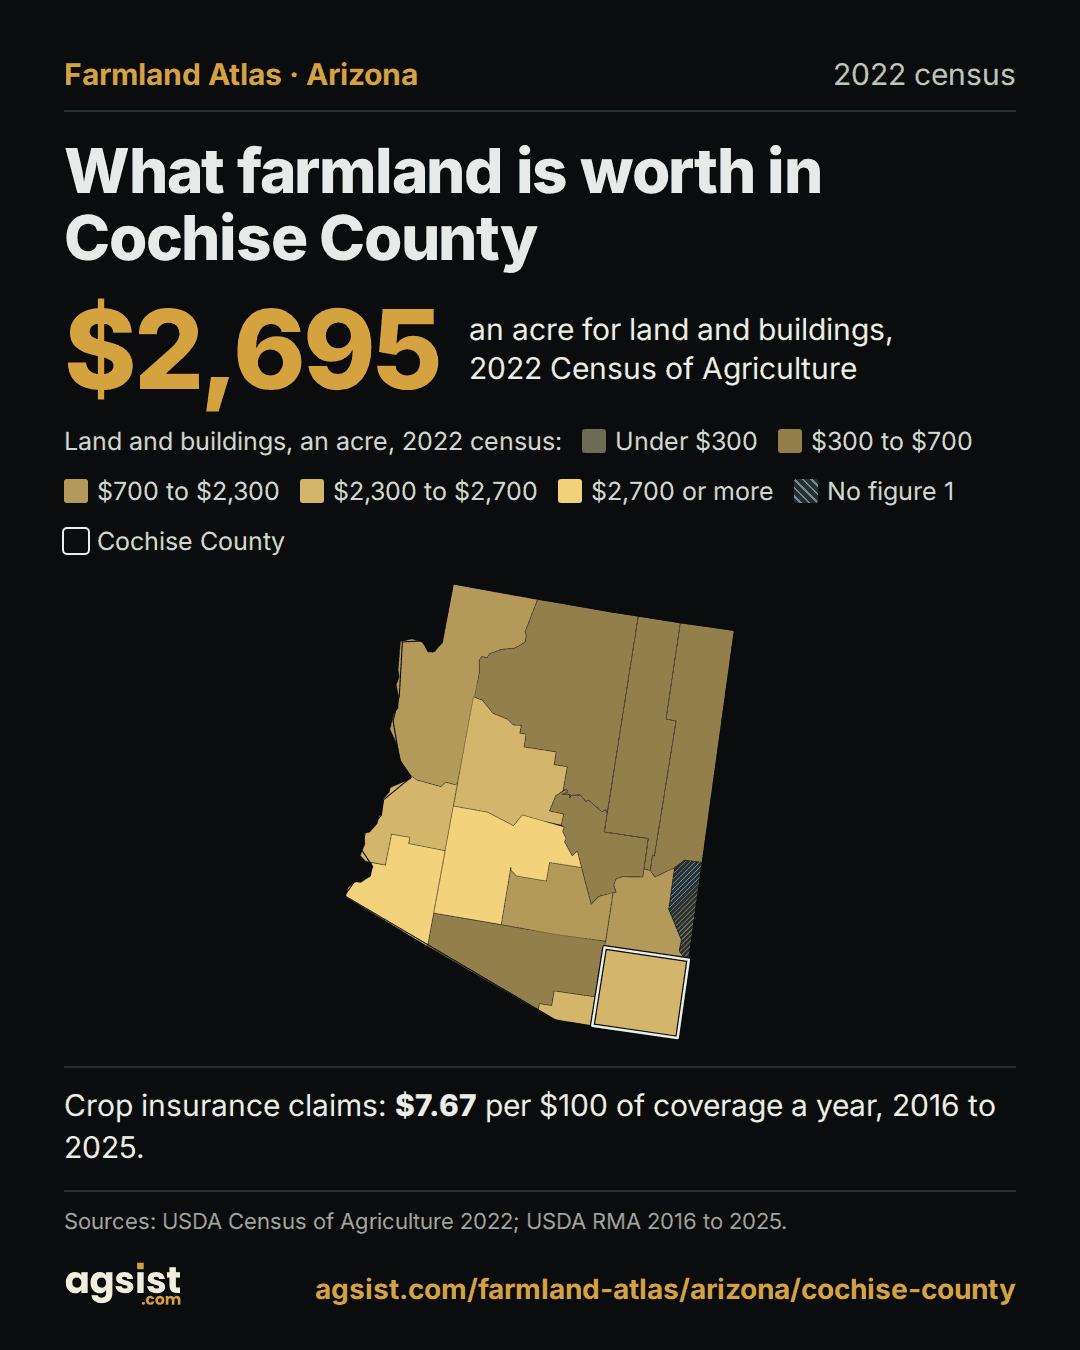 Farmland Atlas · Arizona
2022 census
What farmland is worth in
Cochise County
$2,695
an acre for land and buildings,
2022 Census of Agriculture
Land and buildings, an acre, 2022 census: Under $300 $300 to $700
$700 to $2,300 $2,300 to $2,700 $2,700 or more No figure 1
Cochise County
Crop insurance claims: $7.67 per $100 of coverage a year, 2016 to
2025.
Sources: USDA Census of Agriculture 2022; USDA RMA 2016 to 2025.
agsist
.com
agsist.com/farmland-atlas/arizona/cochise-county